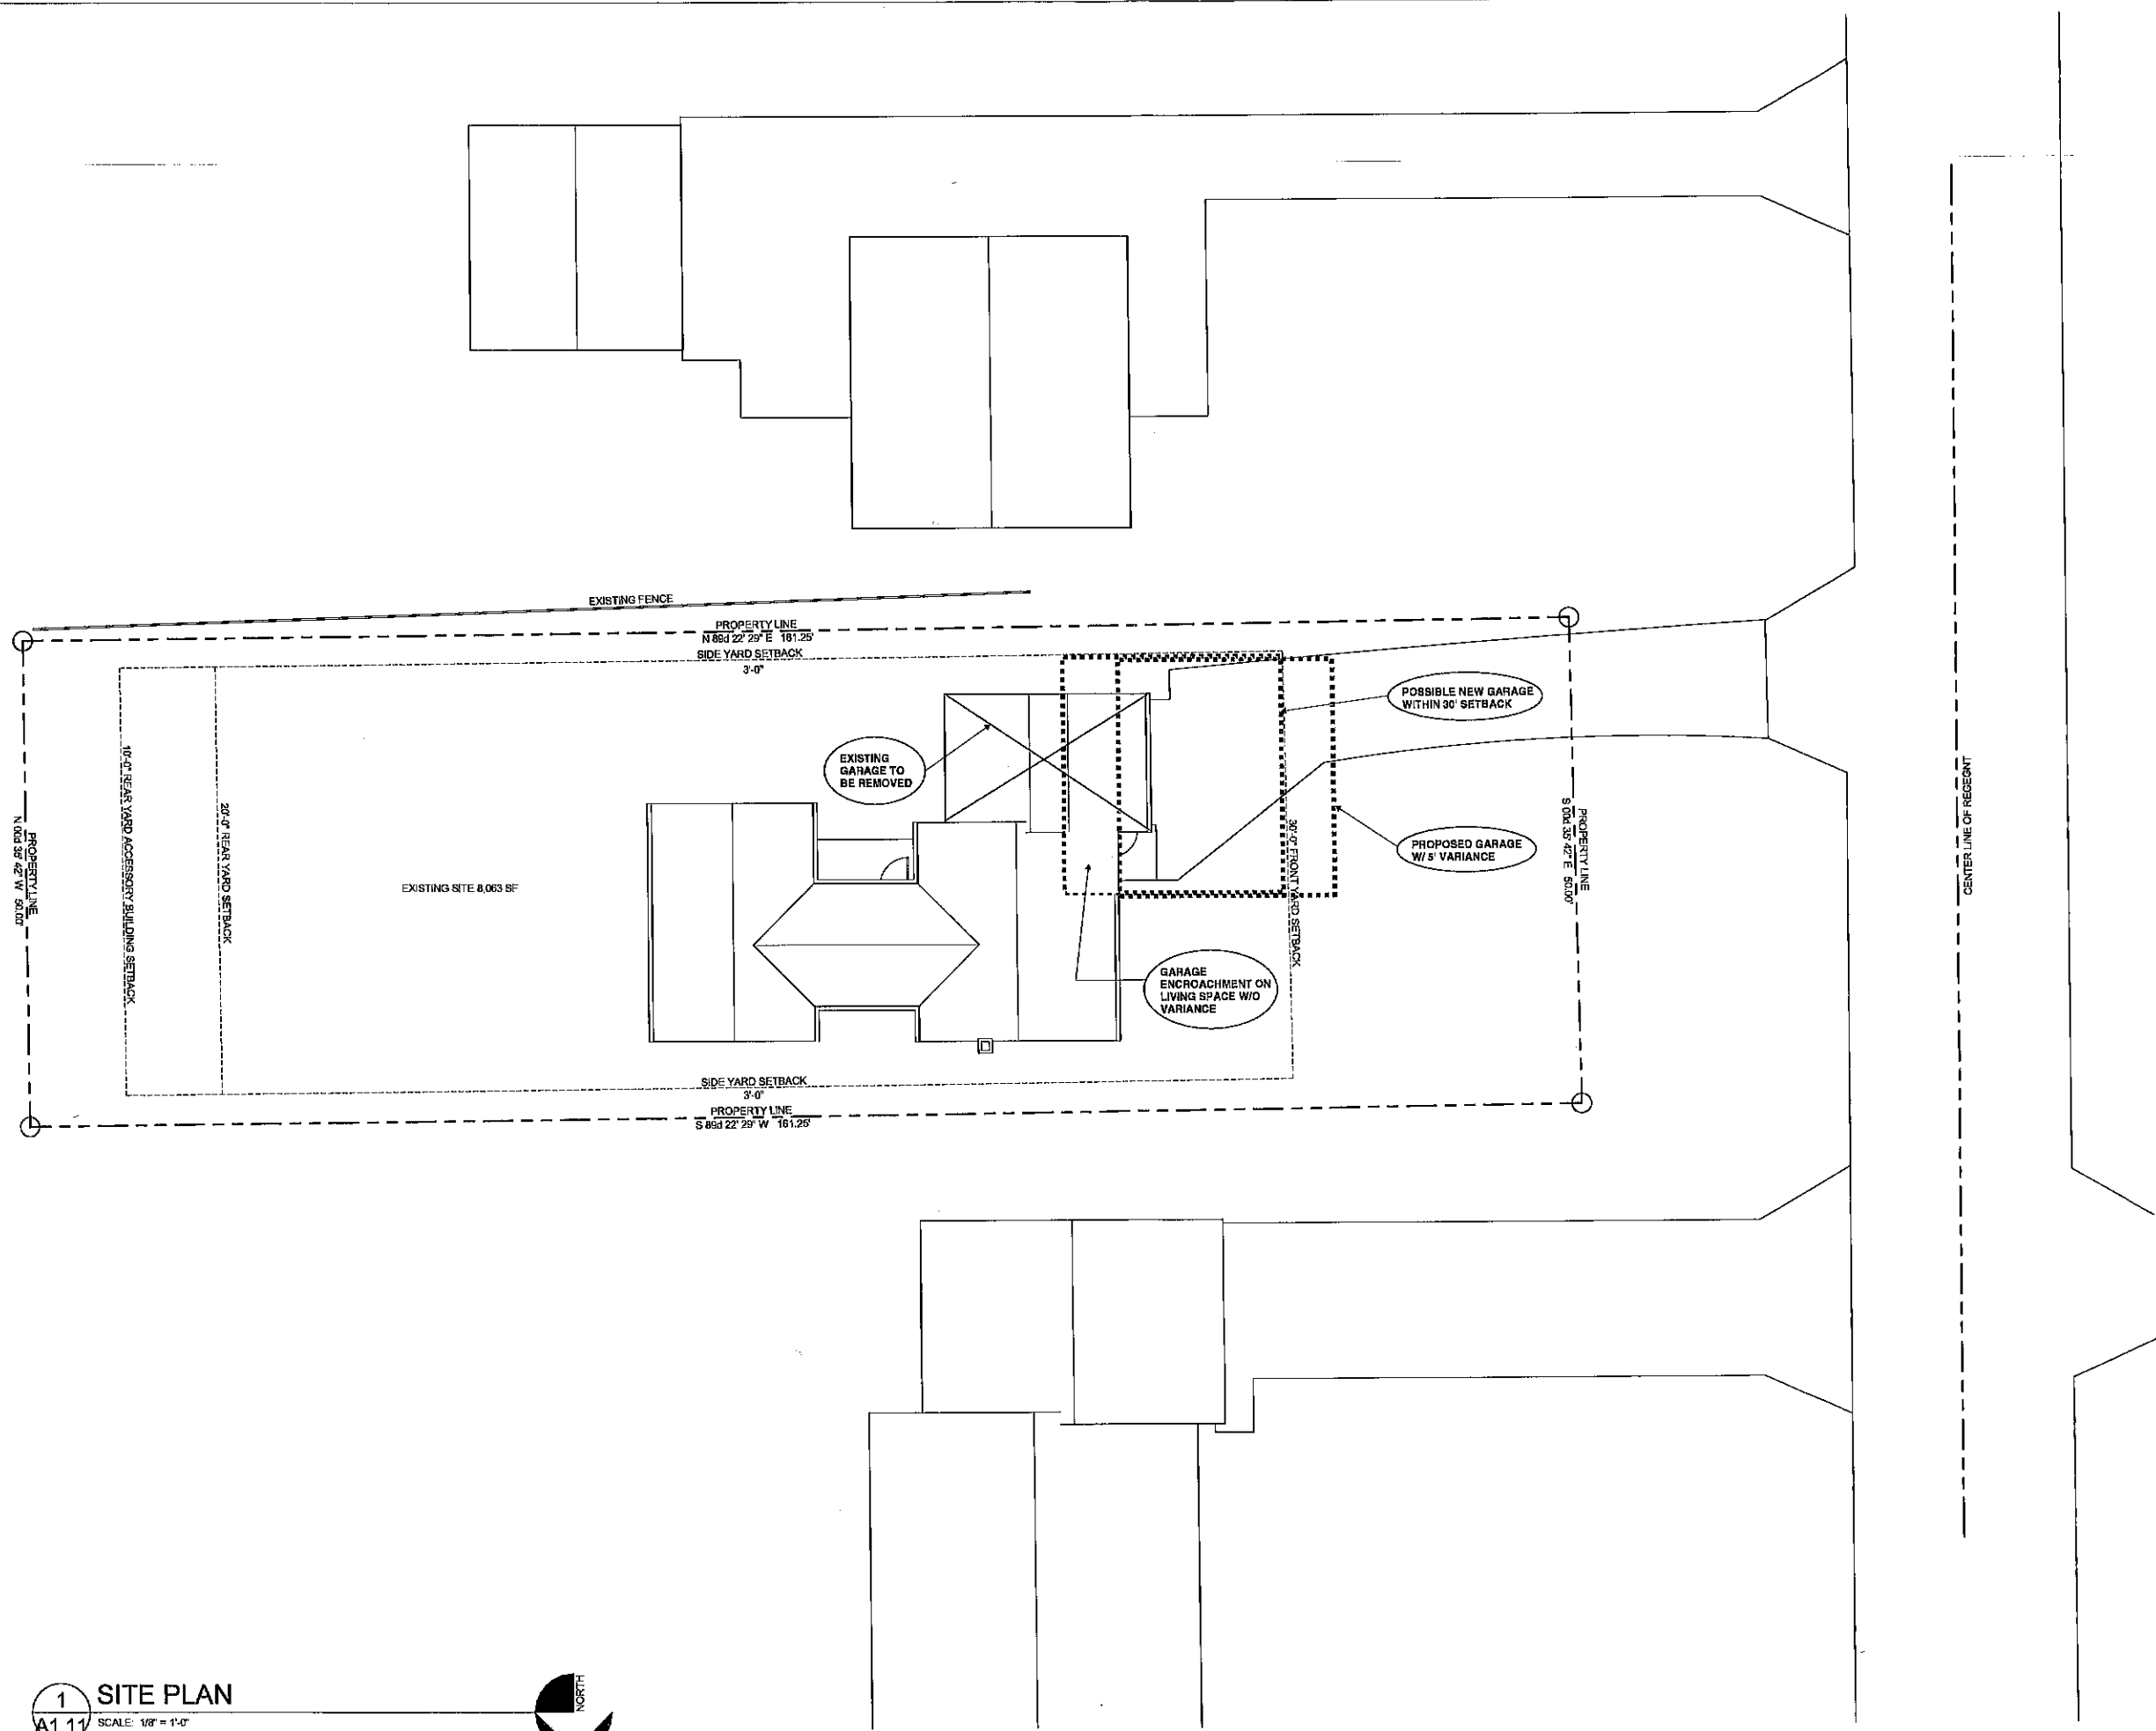 EXISTING FENCE
PROPERTY LINE
N 89d 22' 29" E 161.25'
SIDE YARD SETBACK
3'-0"
POSSIBLE NEW GARAGE
WITHIN 30' SETBACK
EXISTING
GARAGE TO
BE REMOVED
PROPOSED GARAGE
W/ 5' VARIANCE
PROPERTY LINE
N 00d 35' 42" W 50.00'
10'-0" REAR YARD ACCESSORY BUILDING SETBACK
20'-0" REAR YARD SETBACK
EXISTING SITE 8,063 SF
30'-0" FRONT YARD SETBACK
PROPERTY LINE
S 00d 35' 42" E 50.00'
CENTER LINE OF REGEGNT
GARAGE
ENCROACHMENT ON
LIVING SPACE W/O
VARIANCE
SIDE YARD SETBACK
3'-0"
PROPERTY LINE
S 89d 22' 29" W 161.25'
1
A1.11
SITE PLAN
SCALE: 1/8" = 1'-0"
NORTH